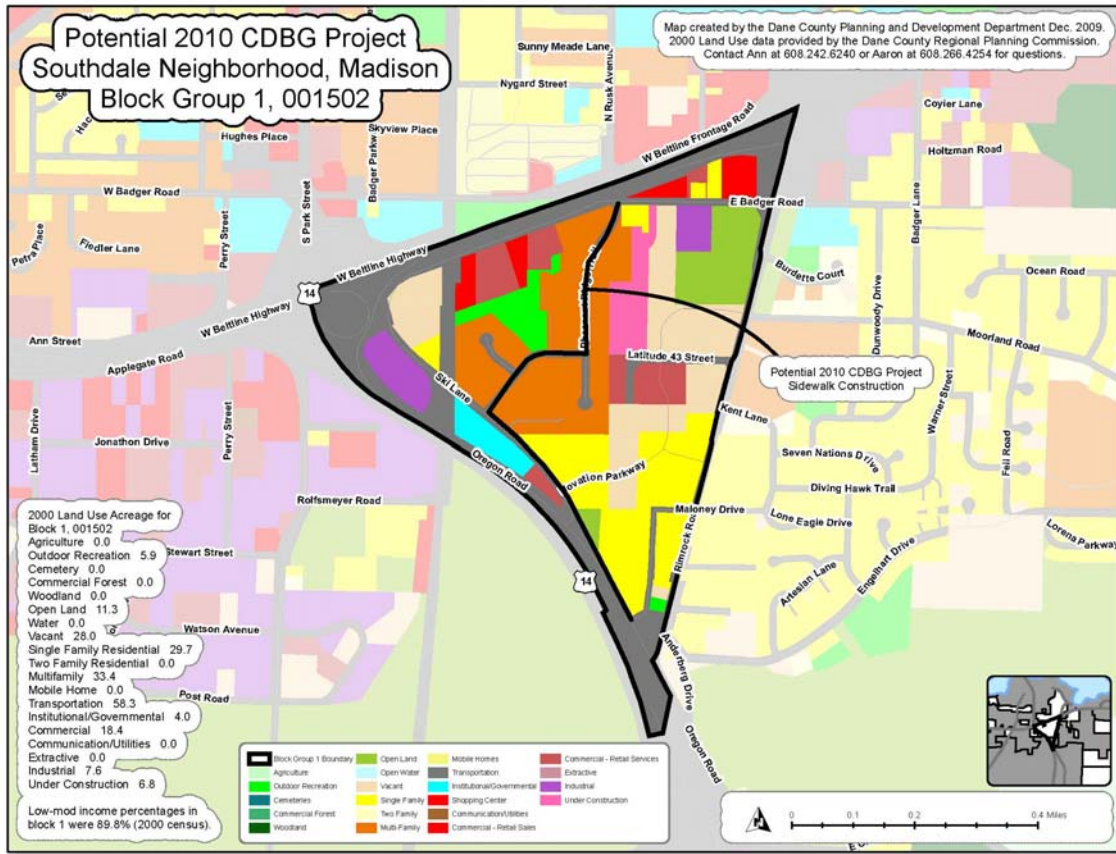 Potential 2010 CDBG Project
Southdale Neighborhood, Madison
Block Group 1, 001502
Map created by the Dane County Planning and Development Department Dec. 2009.
2000 Land Use data provided by the Dane County Regional Planning Commission.
Contact Ann at 608.242.6240 or Aaron at 608.266.4254 for questions.
Sunny Meade Lane
Nygard Street
N Rusk Avenue
Hughes Place
Skyview Place
Badger Parkw
W Beltline Frontage Road
Coyier Lane
Holtzman Road
W Badger Road
E Badger Road
Badger Lane
S Park Street
Perry Street
Petra Place
Fiedler Lane
W Beltline Highway
14
W Beltline Highway
Burdette Court
Ocean Road
Dunwoody Drive
Moorland Road
Ann Street
Applegate Road
Latitude 43 Street
Potential 2010 CDBG Project
Sidewalk Construction
Ski Lane
Kent Lane
Warner Street
Fell Road
Latham Drive
Jonathon Drive
Perry Street
Oregon Road
Seven Nations Drive
ovation Parkway
Diving Hawk Trail
Rolfsmeyer Road
Maloney Drive
Lone Eagle Drive
Rimrock Roa
Lorena Parkway
Engelhart Drive
Artesian Lane
14
Stewart Street
Watson Avenue
Post Road
Anderberg Drive
Oregon Road
2000 Land Use Acreage for
Block 1, 001502
Agriculture 0.0
Outdoor Recreation 5.9
Cemetery 0.0
Commercial Forest 0.0
Woodland 0.0
Open Land 11.3
Water 0.0
Vacant 28.0
Single Family Residential 29.7
Two Family Residential 0.0
Multifamily 33.4
Mobile Home 0.0
Transportation 58.3
Institutional/Governmental 4.0
Commercial 18.4
Communication/Utilities 0.0
Extractive 0.0
Industrial 7.6
Under Construction 6.8
Low-mod income percentages in
block 1 were 89.8% (2000 census).
Block Group 1 Boundary
Agriculture
Outdoor Recreation
Cemeteries
Commercial Forest
Woodland
Open Land
Open Water
Vacant
Single Family
Two Family
Multi-Family
Mobile Homes
Transportation
Institutional/Governmental
Shopping Center
Communication/Utilities
Commercial - Retail Sales
Commercial - Retail Services
Extractive
Industrial
Under Construction
0 0.1 0.2 0.4 Miles